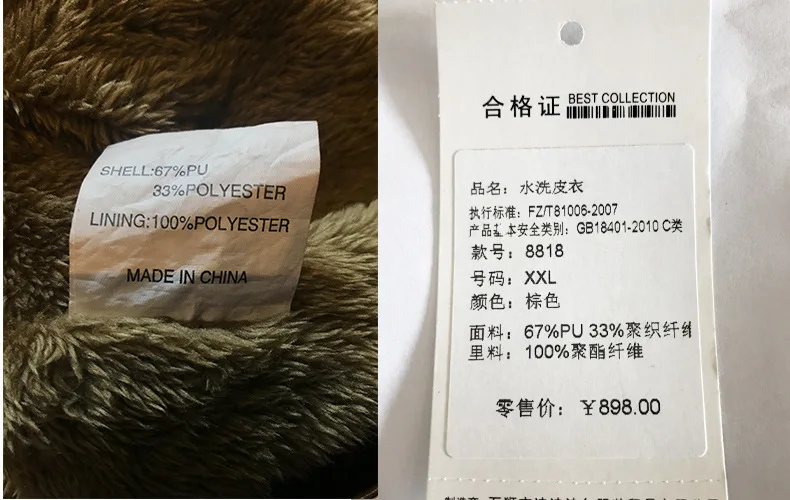 SHELL:67%PU
33%POLYESTER
LINING:100%POLYESTER
MADE IN CHINA
合格证 BEST COLLECTION
品名：水洗皮衣
执行标准：FZ/T81006-2007
产品基本安全类别：GB18401-2010 C类
款号：8818
号码：XXL
颜色：棕色
面料：67%PU 33%聚织纤维
里料：100%聚酯纤维
零售价：￥898.00